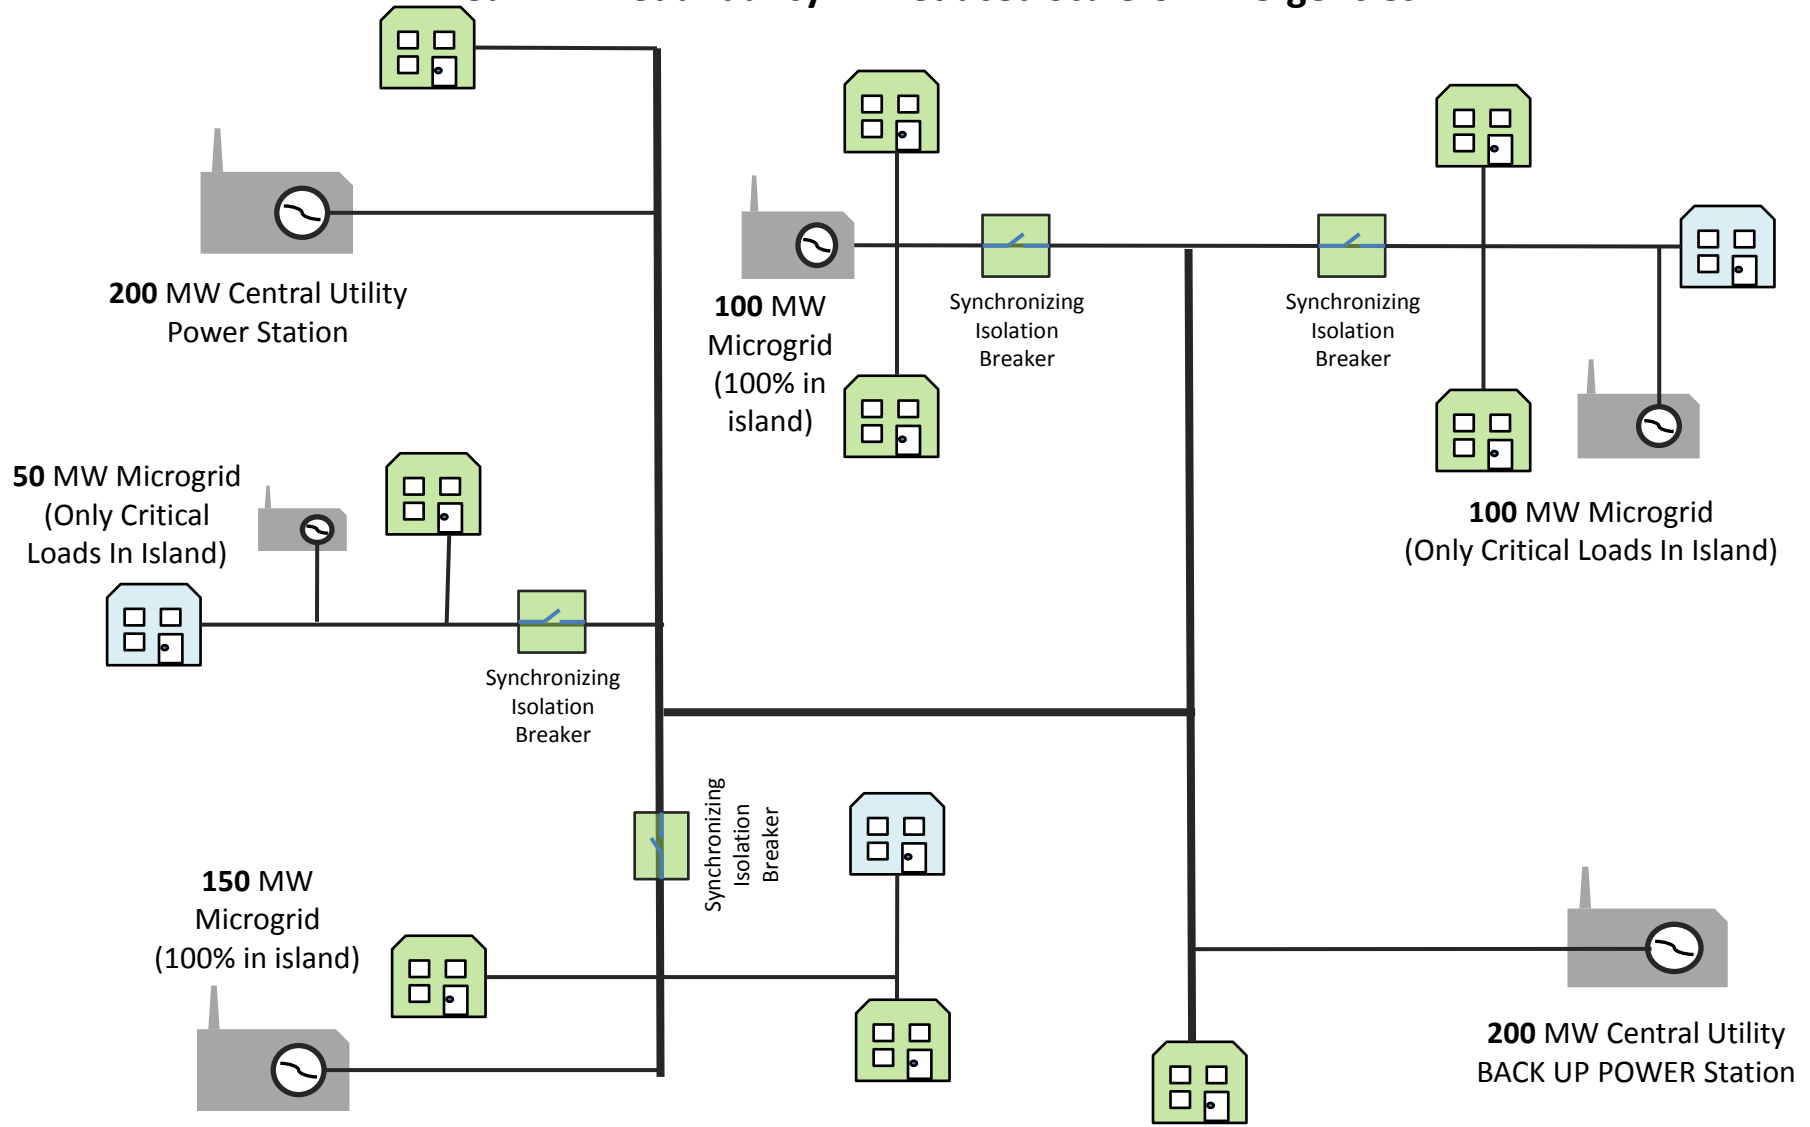 200 MW Central Utility
Power Station
100 MW
Microgrid
(100% in
island)
Synchronizing
Isolation
Breaker
Synchronizing
Isolation
Breaker
50 MW Microgrid
(Only Critical
Loads In Island)
100 MW Microgrid
(Only Critical Loads In Island)
Synchronizing
Isolation
Breaker
Synchronizing
Isolation
Breaker
150 MW
Microgrid
(100% in island)
200 MW Central Utility
BACK UP POWER Station